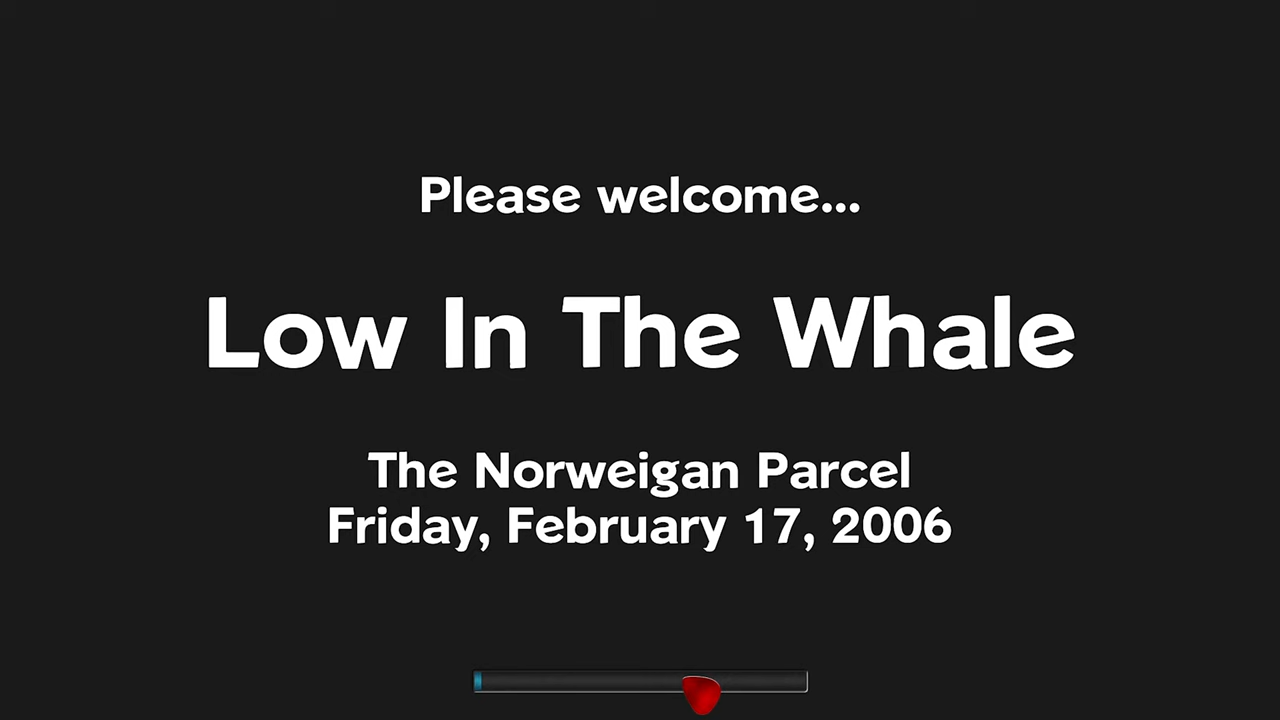 Please welcome...
Low In The Whale
The Norweigan Parcel
Friday, February 17, 2006